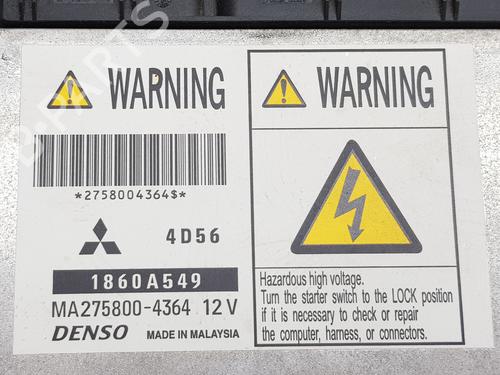 WARNING
*2758004364$*
4D56
1860A549
MA275800-4364 12 V
DENSO MADE IN MALAYSIA
WARNING
Hazardous high voltage.
Turn the starter switch to the LOCK position
if it is necessary to check or repair
the computer, harness, or connectors.
B-PARTS